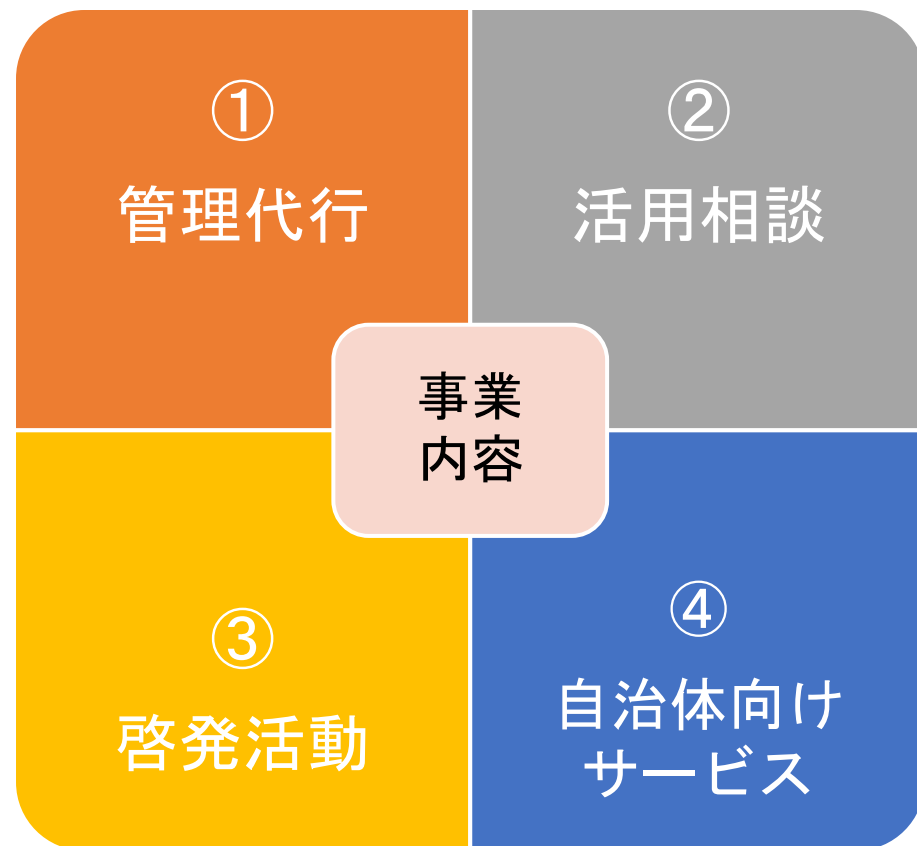 ①
管理代行
②
活用相談
事業
内容
③
啓発活動
④
自治体向け
サービス